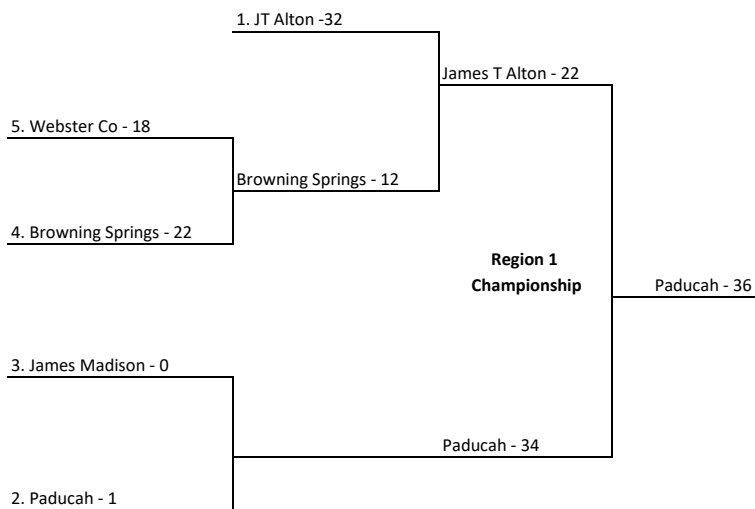 1. JT Alton -32
James T Alton - 22
5. Webster Co - 18
Browning Springs - 12
4. Browning Springs - 22
Region 1
Championship
Paducah - 36
3. James Madison - 0
Paducah - 34
2. Paducah - 1